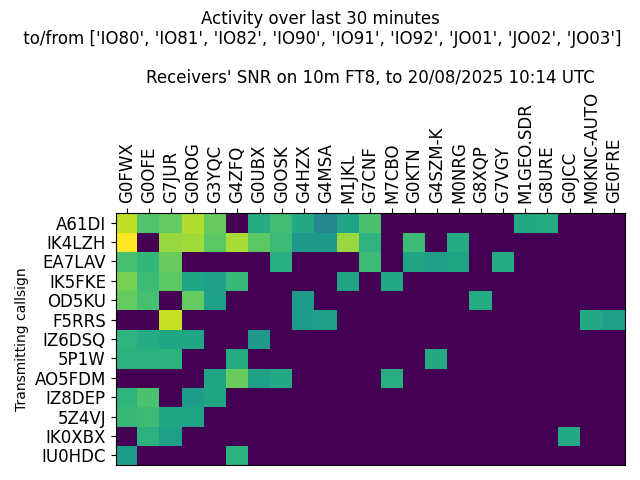 Activity over last 30 minutes
to/from ['IO80', 'IO81', 'IO82', 'IO90', 'IO91', 'IO92', 'JO01', 'JO02', 'JO03']
Receivers' SNR on 10m FT8, to 20/08/2025 10:14 UTC
G0FWX
G0OFE
G7JUR
G0ROG
G3YQC
G4ZFQ
G0UBX
G0OSK
G4HZX
G4MSA
M1JKL
G7CNF
M7CBO
G0KTN
G4SZM-K
M0NRG
G8XQP
G7VGY
M1GEO.SDR
G8URE
G0JCC
M0KNC-AUTO
GE0FRE
Transmitting callsign
A61DI
IK4LZH
EA7LAV
IK5FKE
OD5KU
F5RRS
IZ6DSQ
5P1W
AO5FDM
IZ8DEP
5Z4VJ
IK0XBX
IU0HDC